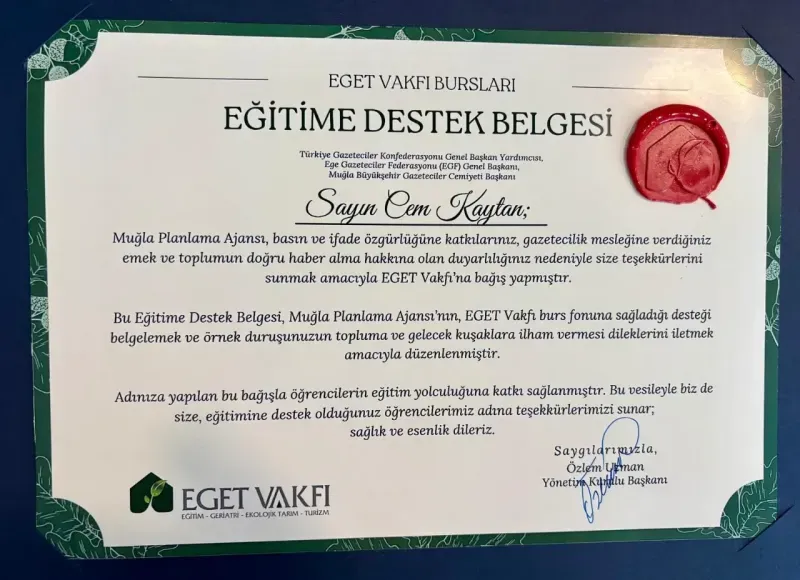 EGET VAKFI BURSLARI
EĞİTİME DESTEK BELGESİ
Türkiye Gazeteciler Konfederasyonu Genel Başkan Yardımcısı,
Ege Gazeteciler Federasyonu (EGF) Genel Başkanı,
Muğla Büyükşehir Gazeteciler Cemiyeti Başkanı
Sayın Cem Kaytan;
Muğla Planlama Ajansı, basın ve ifade özgürlüğüne katkılarınız, gazetecilik mesleğine verdiğiniz
emek ve toplumun doğru haber alma hakkına olan duyarlılığınız nedeniyle size teşekkürlerini
sunmak amacıyla EGET Vakfı'na bağış yapmıştır.
Bu Eğitime Destek Belgesi, Muğla Planlama Ajansı'nın, EGET Vakfı burs fonuna sağladığı desteği
belgelemek ve örnek duruşunuzun topluma ve gelecek kuşaklara ilham vermesi dileklerini iletmek
amacıyla düzenlenmiştir.
Adınıza yapılan bu bağışla öğrencilerin eğitim yolculuğuna katkı sağlanmıştır. Bu vesileyle biz de
size, eğitimine destek olduğunuz öğrencilerimiz adına teşekkürlerimizi sunar;
sağlık ve esenlik dileriz.
Saygılarımızla,
Özlem
Yönetim Kurulu Başkanı
EGET VAKFI
EĞİTİM - GERİATRİ - EKOLOJİK TARIM - TURİZM